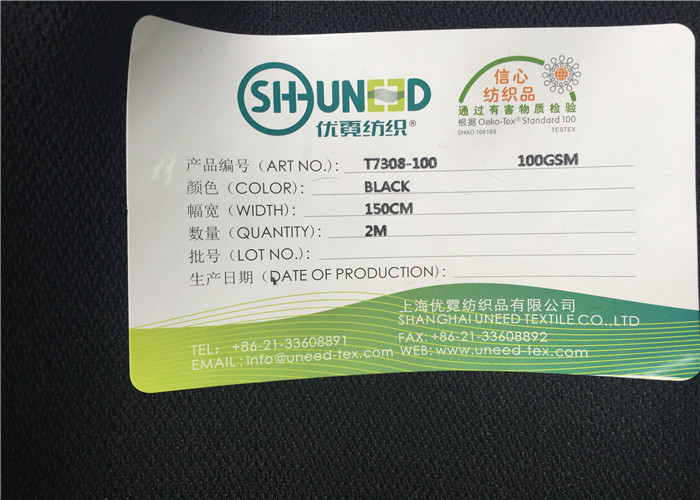 SHUNEED
优霓纺织®
信心
纺织品
通过有害物质检验
根据 Oeko-Tex® Standard 100
SHAO 106188 TESTEX
产品编号 (ART NO.): T7308-100 100GSM
颜色 (COLOR): BLACK
幅宽 (WIDTH): 150CM
数量 (QUANTITY): 2M
批号 (LOT NO.):
生产日期 (DATE OF PRODUCTION):
上海优霓纺织品有限公司
SHANGHAI UNEED TEXTILE CO.,LTD
TEL: +86-21-33608891 FAX: +86-21-33608892
EMAIL: info@uneed-tex.com WEB: www.uneed-tex.com